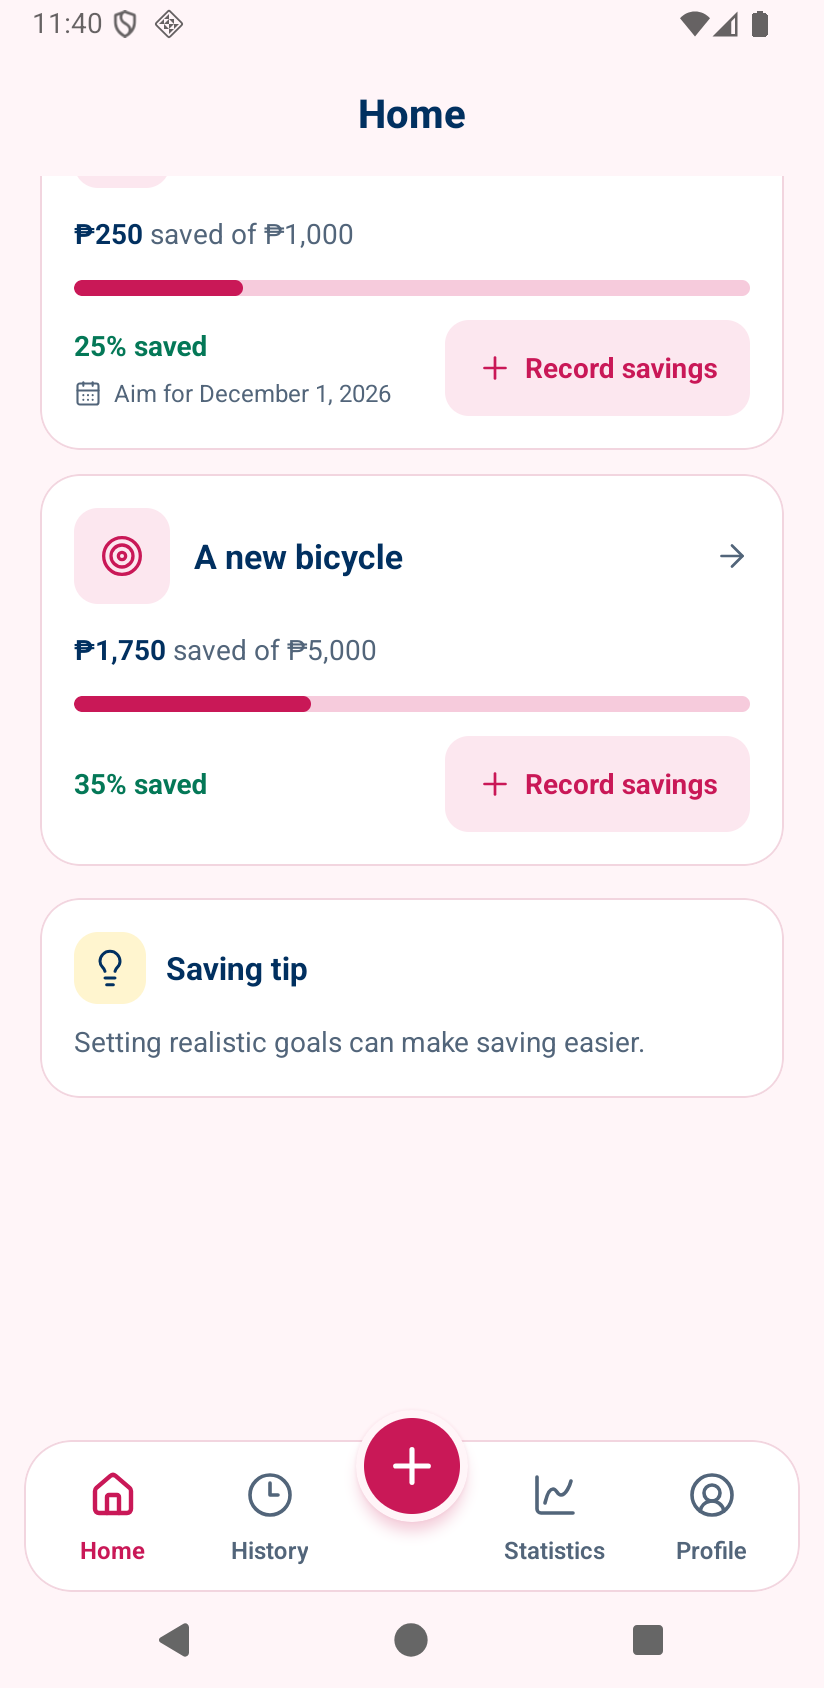 11:40
Home
₱250 saved of ₱1,000
25% saved
Record savings
Aim for December 1, 2026
A new bicycle
₱1,750 saved of ₱5,000
35% saved
Record savings
Saving tip
Setting realistic goals can make saving easier.
Home
History
Statistics
Profile